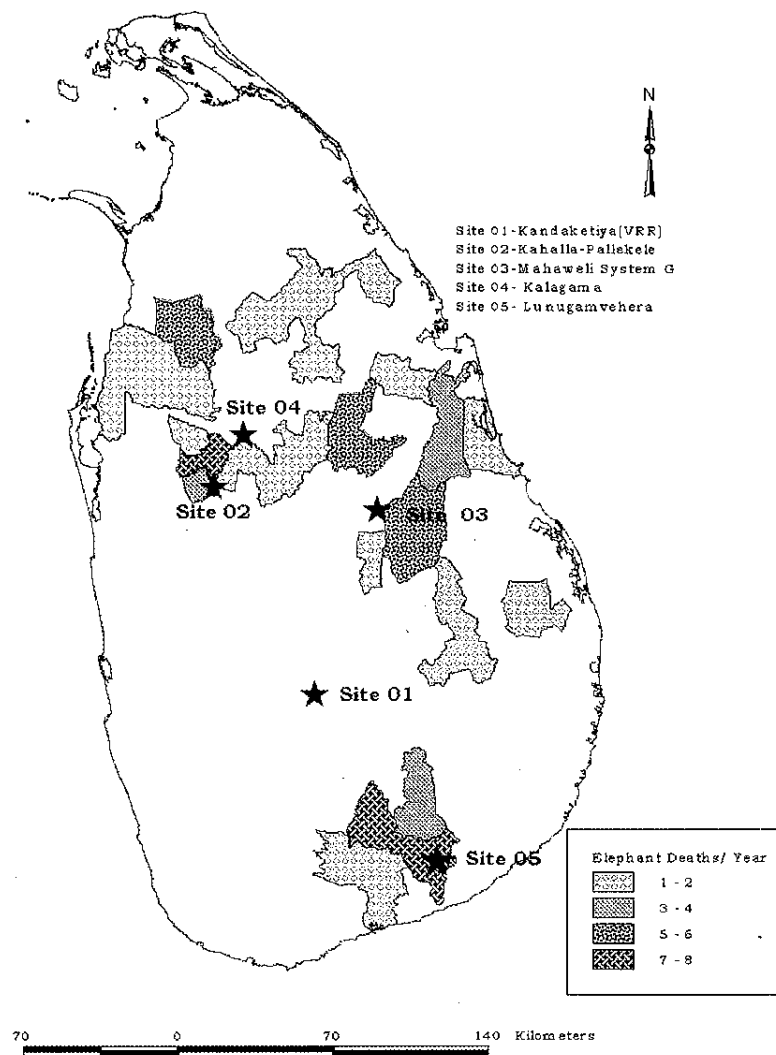 N
Site 01-Kandaketiya(VRR)
Site 02-Kahalla-Pallekele
Site 03-Mahaweli System G
Site 04- Kalagama
Site 05- Lunugamvehera
Site 04
Site 02
Site 03
Site 01
Site 05
Elephant Deaths/ Year
1 - 2
3 - 4
5 - 6
7 - 8
70 0 70 140 Kilometers